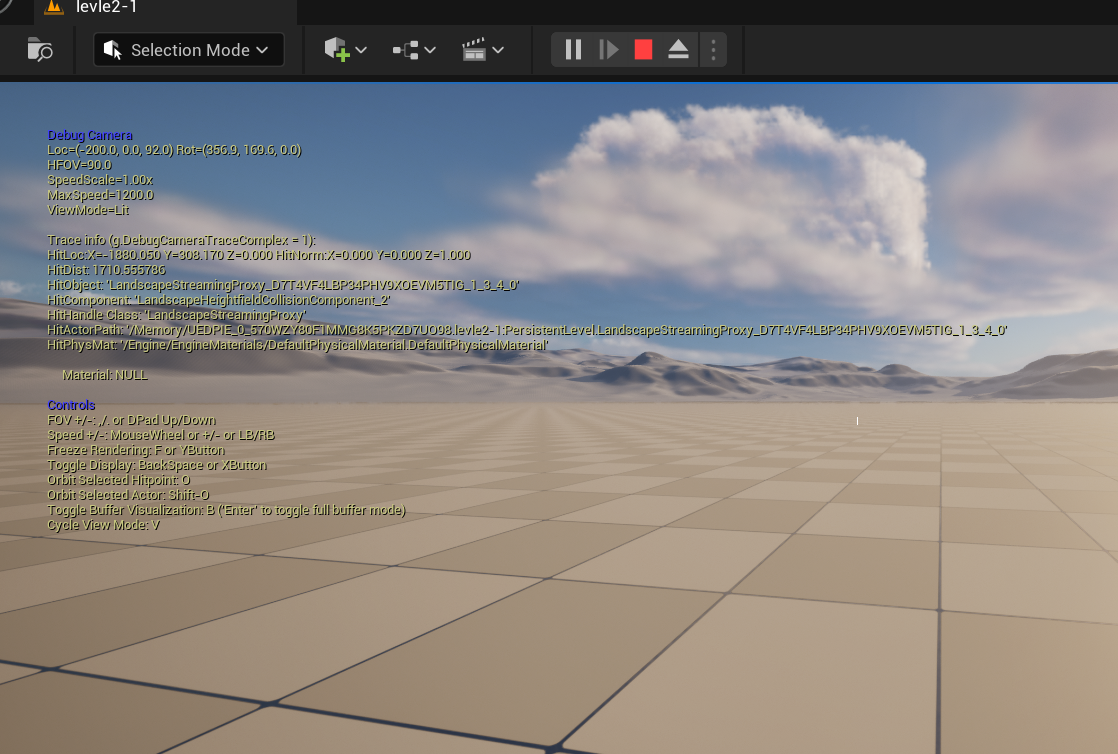 levle2-1
Selection Mode
Debug Camera
Loc=(-200.0, 0.0, 92.0) Rot=(356.9, 169.6, 0.0)
HFOV=90.0
SpeedScale=1.00x
MaxSpeed=1200.0
ViewMode=Lit
Trace info (g.DebugCameraTraceComplex = 1):
HitLoc:X=-1880.050 Y=308.170 Z=0.000 HitNorm:X=0.000 Y=0.000 Z=1.000
HitDist: 1710.555786
HitObject: 'LandscapeStreamingProxy_D7T4VF4LBP34PHV9XOEVM5TIG_1_3_4_0'
HitComponent: 'LandscapeHeightfieldCollisionComponent_2'
HitHandle Class: 'LandscapeStreamingProxy'
HitActorPath: '/Memory/UEDPIE_0_570WZY80F1MMG8K5PKZD7UO98.levle2-1:PersistentLevel.LandscapeStreamingProxy_D7T4VF4LBP34PHV9XOEVM5TIG_1_3_4_0'
HitPhysMat: '/Engine/EngineMaterials/DefaultPhysicalMaterial.DefaultPhysicalMaterial'
Material: NULL
Controls
FOV +/-: ,/. or DPad Up/Down
Speed +/-: MouseWheel or +/- or LB/RB
Freeze Rendering: F or YButton
Toggle Display: BackSpace or XButton
Orbit Selected Hitpoint: O
Orbit Selected Actor: Shift-O
Toggle Buffer Visualization: B ('Enter' to toggle full buffer mode)
Cycle View Mode: V